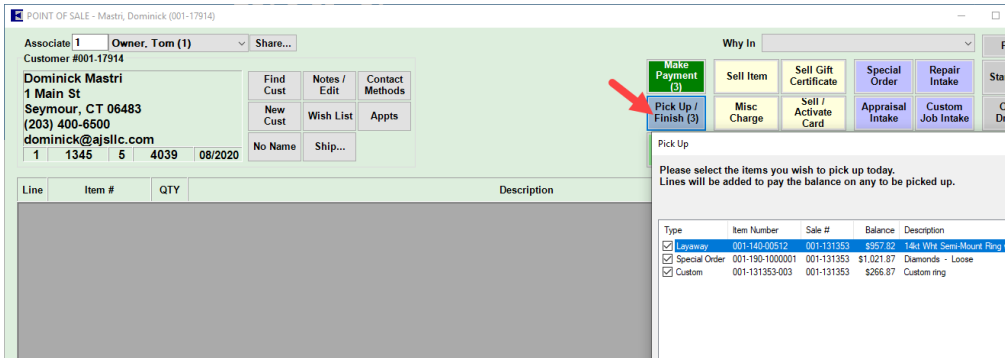 POINT OF SALE - Mastri, Dominick (001-17914)
Associate 1 Owner, Tom (1) Share...
Why In
Customer #001-17914
Dominick Mastri
1 Main St
Seymour, CT 06483
(203) 400-6500
dominick@ajsllc.com
1 1345 5 4039 08/2020
Find Cust
Notes / Edit
Contact Methods
New Cust
Wish List
Appts
No Name
Ship...
Make Payment (3)
Sell Item
Sell Gift Certificate
Special Order
Repair Intake
Pick Up / Finish (3)
Misc Charge
Sell / Activate Card
Appraisal Intake
Custom Job Intake
Line Item # QTY Description
Pick Up
Please select the items you wish to pick up today.
Lines will be added to pay the balance on any to be picked up.
Type Item Number Sale # Balance Description
Layaway 001-140-00512 001-131353 $957.82 14kt Wht Semi-Mount Ring
Special Order 001-190-1000001 001-131353 $1,021.87 Diamonds - Loose
Custom 001-131353-003 001-131353 $266.87 Custom ring